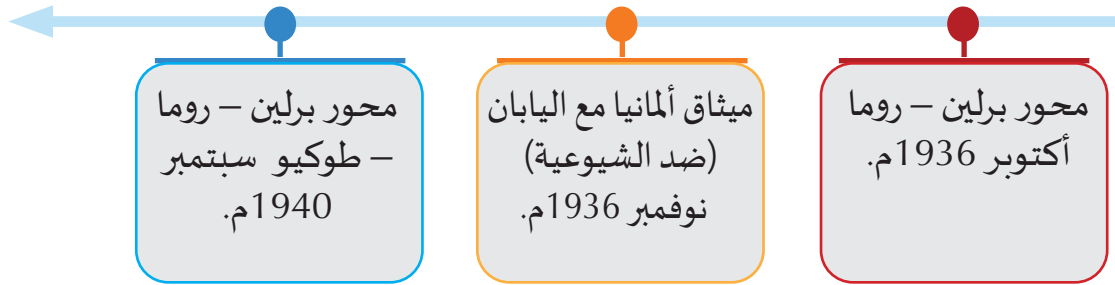 محور برلين – روما
أكتوبر 1936م.
ميثاق ألمانيا مع اليابان
(ضد الشيوعية)
نوفمبر 1936م.
محور برلين – روما
– طوكيو سبتمبر
1940م.